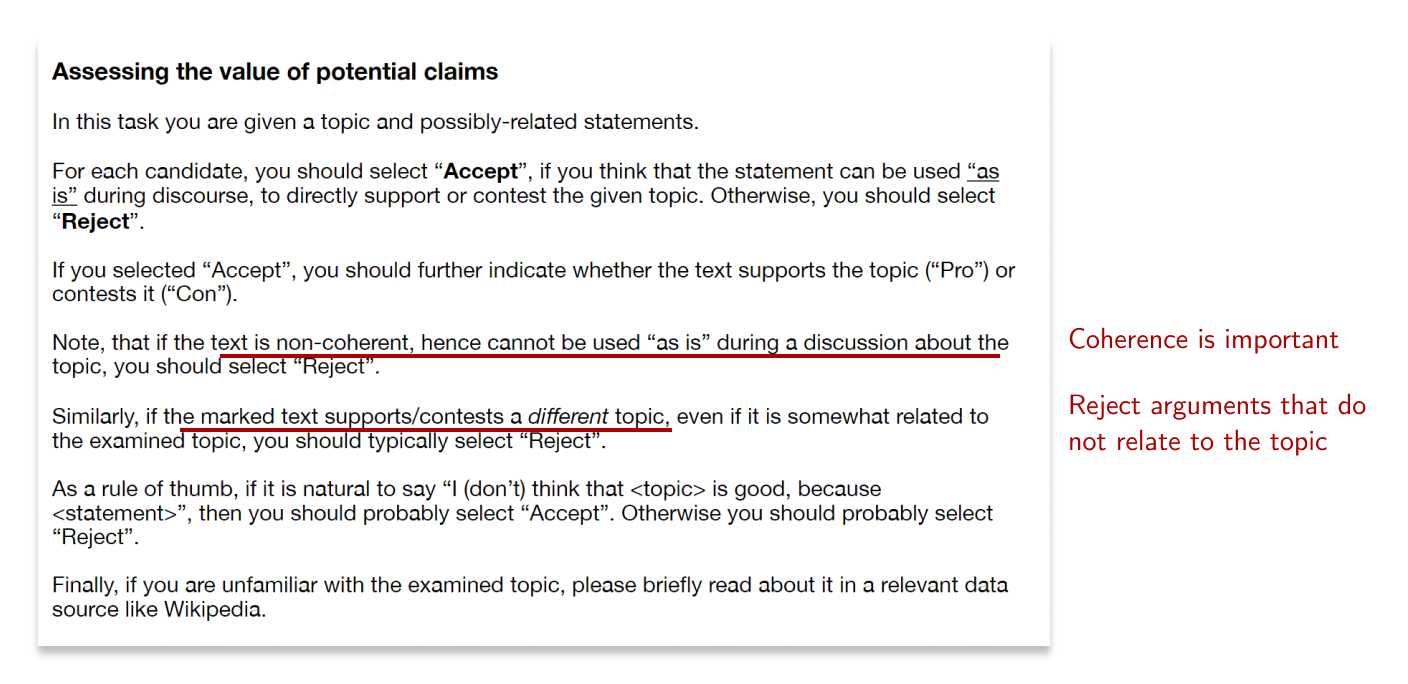 Assessing the value of potential claims
In this task you are given a topic and possibly-related statements.
For each candidate, you should select “Accept”, if you think that the statement can be used “as
is” during discourse, to directly support or contest the given topic. Otherwise, you should select
“Reject”.
If you selected “Accept”, you should further indicate whether the text supports the topic (“Pro”) or
contests it (“Con”).
Note, that if the text is non-coherent, hence cannot be used “as is” during a discussion about the
topic, you should select “Reject”.
Similarly, if the marked text supports/contests a different topic, even if it is somewhat related to
the examined topic, you should typically select “Reject”.
As a rule of thumb, if it is natural to say “I (don’t) think that <topic> is good, because
<statement>”, then you should probably select “Accept”. Otherwise you should probably select
“Reject”.
Finally, if you are unfamiliar with the examined topic, please briefly read about it in a relevant data
source like Wikipedia.
Coherence is important
Reject arguments that do
not relate to the topic